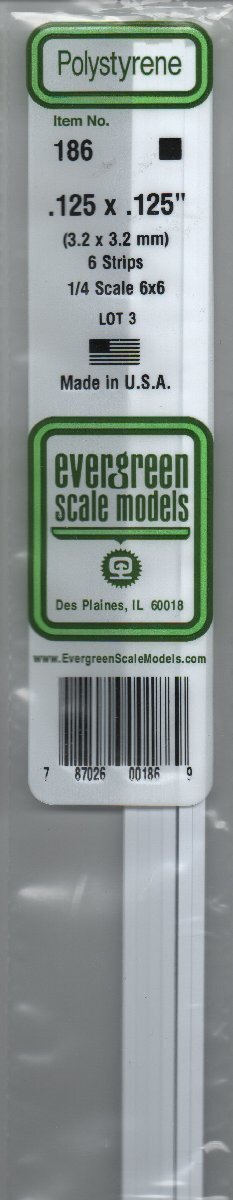 Polystyrene
Item No.
186
.125 x .125"
(3.2 x 3.2 mm)
6 Strips
1/4 Scale 6x6
LOT 3
Made in U.S.A.
evergreen
scale models
Des Plaines, IL 60018
www.EvergreenScaleModels.com
7 87026 00186 9